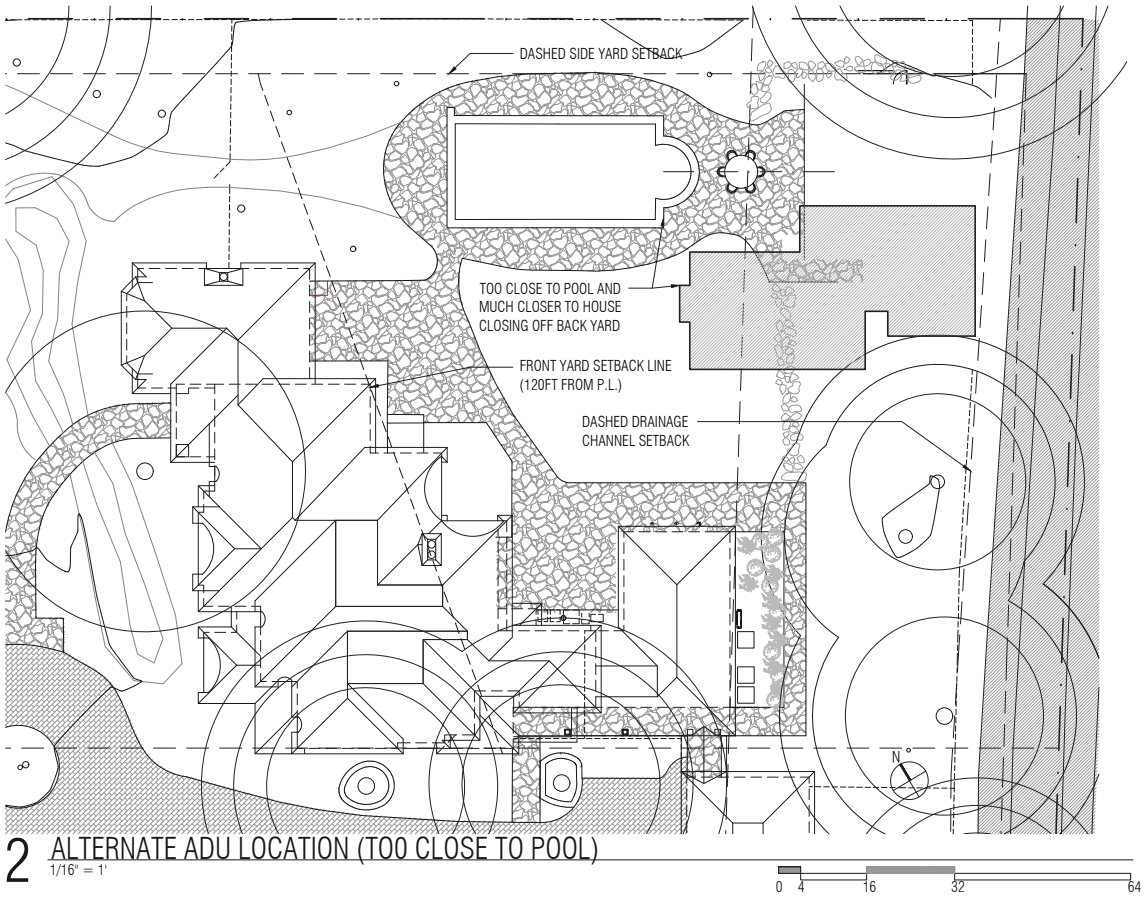 DASHED SIDE YARD SETBACK
TOO CLOSE TO POOL AND
MUCH CLOSER TO HOUSE
CLOSING OFF BACK YARD
FRONT YARD SETBACK LINE
(120FT FROM P.L.)
DASHED DRAINAGE
CHANNEL SETBACK
N
2 ALTERNATE ADU LOCATION (TOO CLOSE TO POOL)
1/16" = 1'
0 4 16 32 64